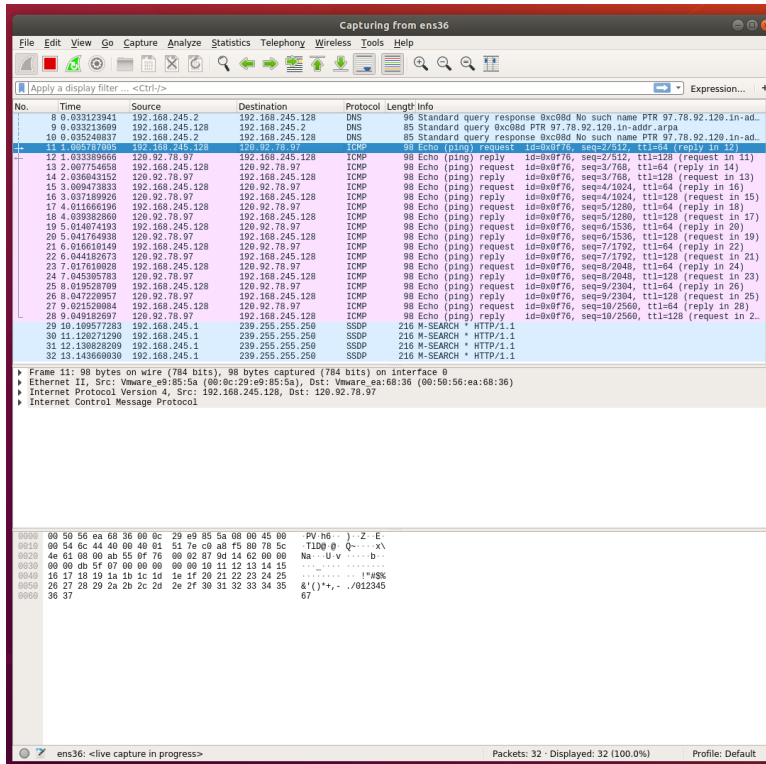 Capturing from ens36
File Edit View Go Capture Analyze Statistics Telephony Wireless Tools Help
Apply a display filter ... <Ctrl-/> Expression... +
No. Time Source Destination Protocol Length Info
8 0.033123941 192.168.245.2 192.168.245.128 DNS 96 Standard query response 0xc08d No such name PTR 97.78.92.120.in-ad…
9 0.033213609 192.168.245.128 192.168.245.2 DNS 85 Standard query 0xc08d PTR 97.78.92.120.in-addr.arpa
10 0.035240837 192.168.245.2 192.168.245.128 DNS 85 Standard query response 0xc08d No such name PTR 97.78.92.120.in-ad…
11 1.005787005 192.168.245.128 120.92.78.97 ICMP 98 Echo (ping) request id=0x0f76, seq=2/512, ttl=64 (reply in 12)
12 1.033389666 120.92.78.97 192.168.245.128 ICMP 98 Echo (ping) reply id=0x0f76, seq=2/512, ttl=128 (request in 11)
13 2.007754658 192.168.245.128 120.92.78.97 ICMP 98 Echo (ping) request id=0x0f76, seq=3/768, ttl=64 (reply in 14)
14 2.036043152 120.92.78.97 192.168.245.128 ICMP 98 Echo (ping) reply id=0x0f76, seq=3/768, ttl=128 (request in 13)
15 3.009473833 192.168.245.128 120.92.78.97 ICMP 98 Echo (ping) request id=0x0f76, seq=4/1024, ttl=64 (reply in 16)
16 3.037189926 120.92.78.97 192.168.245.128 ICMP 98 Echo (ping) reply id=0x0f76, seq=4/1024, ttl=128 (request in 15)
17 4.011666196 192.168.245.128 120.92.78.97 ICMP 98 Echo (ping) request id=0x0f76, seq=5/1280, ttl=64 (reply in 18)
18 4.039382860 120.92.78.97 192.168.245.128 ICMP 98 Echo (ping) reply id=0x0f76, seq=5/1280, ttl=128 (request in 17)
19 5.014074193 192.168.245.128 120.92.78.97 ICMP 98 Echo (ping) request id=0x0f76, seq=6/1536, ttl=64 (reply in 20)
20 5.041764938 120.92.78.97 192.168.245.128 ICMP 98 Echo (ping) reply id=0x0f76, seq=6/1536, ttl=128 (request in 19)
21 6.016610149 192.168.245.128 120.92.78.97 ICMP 98 Echo (ping) request id=0x0f76, seq=7/1792, ttl=64 (reply in 22)
22 6.044182673 120.92.78.97 192.168.245.128 ICMP 98 Echo (ping) reply id=0x0f76, seq=7/1792, ttl=128 (request in 21)
23 7.017610028 192.168.245.128 120.92.78.97 ICMP 98 Echo (ping) request id=0x0f76, seq=8/2048, ttl=64 (reply in 24)
24 7.045305783 120.92.78.97 192.168.245.128 ICMP 98 Echo (ping) reply id=0x0f76, seq=8/2048, ttl=128 (request in 23)
25 8.019528709 192.168.245.128 120.92.78.97 ICMP 98 Echo (ping) request id=0x0f76, seq=9/2304, ttl=64 (reply in 26)
26 8.047220957 120.92.78.97 192.168.245.128 ICMP 98 Echo (ping) reply id=0x0f76, seq=9/2304, ttl=128 (request in 25)
27 9.021520084 192.168.245.128 120.92.78.97 ICMP 98 Echo (ping) request id=0x0f76, seq=10/2560, ttl=64 (reply in 28)
28 9.049182697 120.92.78.97 192.168.245.128 ICMP 98 Echo (ping) reply id=0x0f76, seq=10/2560, ttl=128 (request in 2…
29 10.109577283 192.168.245.1 239.255.255.250 SSDP 216 M-SEARCH * HTTP/1.1
30 11.120271290 192.168.245.1 239.255.255.250 SSDP 216 M-SEARCH * HTTP/1.1
31 12.130828209 192.168.245.1 239.255.255.250 SSDP 216 M-SEARCH * HTTP/1.1
32 13.143660030 192.168.245.1 239.255.255.250 SSDP 216 M-SEARCH * HTTP/1.1
Frame 11: 98 bytes on wire (784 bits), 98 bytes captured (784 bits) on interface 0
Ethernet II, Src: Vmware_e9:85:5a (00:0c:29:e9:85:5a), Dst: Vmware_ea:68:36 (00:50:56:ea:68:36)
Internet Protocol Version 4, Src: 192.168.245.128, Dst: 120.92.78.97
Internet Control Message Protocol
0000 00 50 56 ea 68 36 00 0c 29 e9 85 5a 08 00 45 00 ·PV·h6·· )··Z··E·
0010 00 54 6c 44 40 00 40 01 51 7e c0 a8 f5 80 78 5c ·TlD@·@· Q~····x\
0020 4e 61 08 00 ab 55 0f 76 00 02 87 9d 14 62 00 00 Na···U·v ·····b··
0030 00 00 db 5f 07 00 00 00 00 00 10 11 12 13 14 15 ···_···· ········
0040 16 17 18 19 1a 1b 1c 1d 1e 1f 20 21 22 23 24 25 ········ ·· !"#$%
0050 26 27 28 29 2a 2b 2c 2d 2e 2f 30 31 32 33 34 35 &'()*+,- ./012345
0060 36 37 67
ens36: <live capture in progress> Packets: 32 · Displayed: 32 (100.0%) Profile: Default